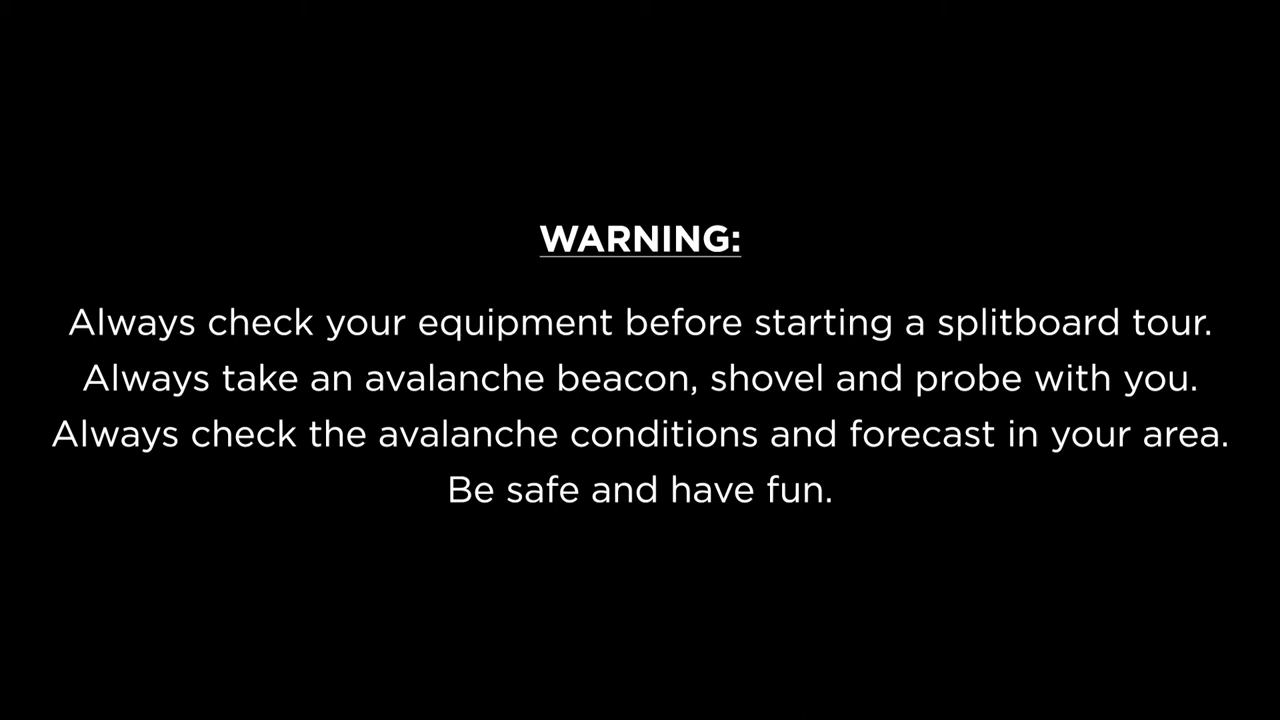 WARNING:
Always check your equipment before starting a splitboard tour.
Always take an avalanche beacon, shovel and probe with you.
Always check the avalanche conditions and forecast in your area.
Be safe and have fun.